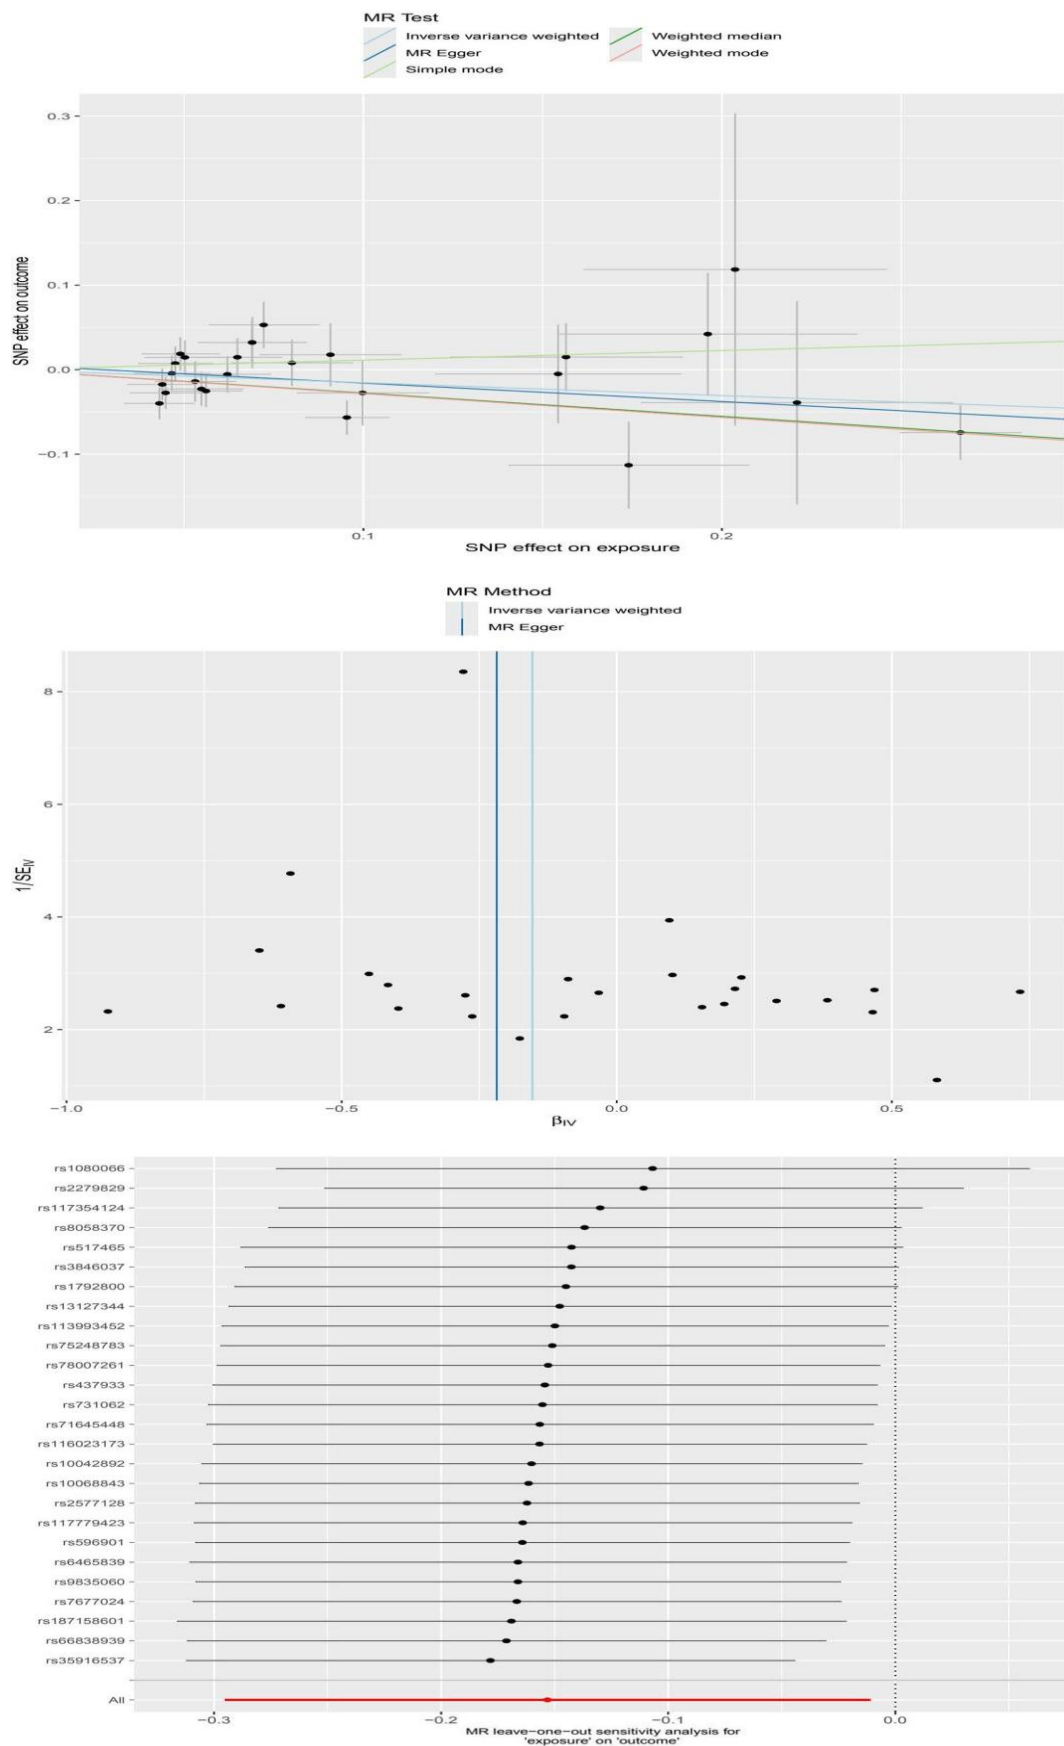 MR Test
Inverse variance weighted
Weighted median
MR Egger
Weighted mode
Simple mode
0.3
0.2
0.1
0.0
−0.1
SNP effect on outcome
0.1
0.2
SNP effect on exposure
MR Method
Inverse variance weighted
MR Egger
8
6
4
2
1/SEIV
−1.0
−0.5
0.0
0.5
βIV
rs1080066
rs2279829
rs117354124
rs8058370
rs517465
rs3846037
rs1792800
rs13127344
rs113993452
rs75248783
rs78007261
rs437933
rs731062
rs71645448
rs116023173
rs10042892
rs10068843
rs2577128
rs117779423
rs596901
rs6465839
rs9835060
rs7677024
rs187158601
rs66838939
rs35916537
All
−0.3
−0.2
−0.1
0.0
MR leave−one−out sensitivity analysis for
'exposure' on 'outcome'